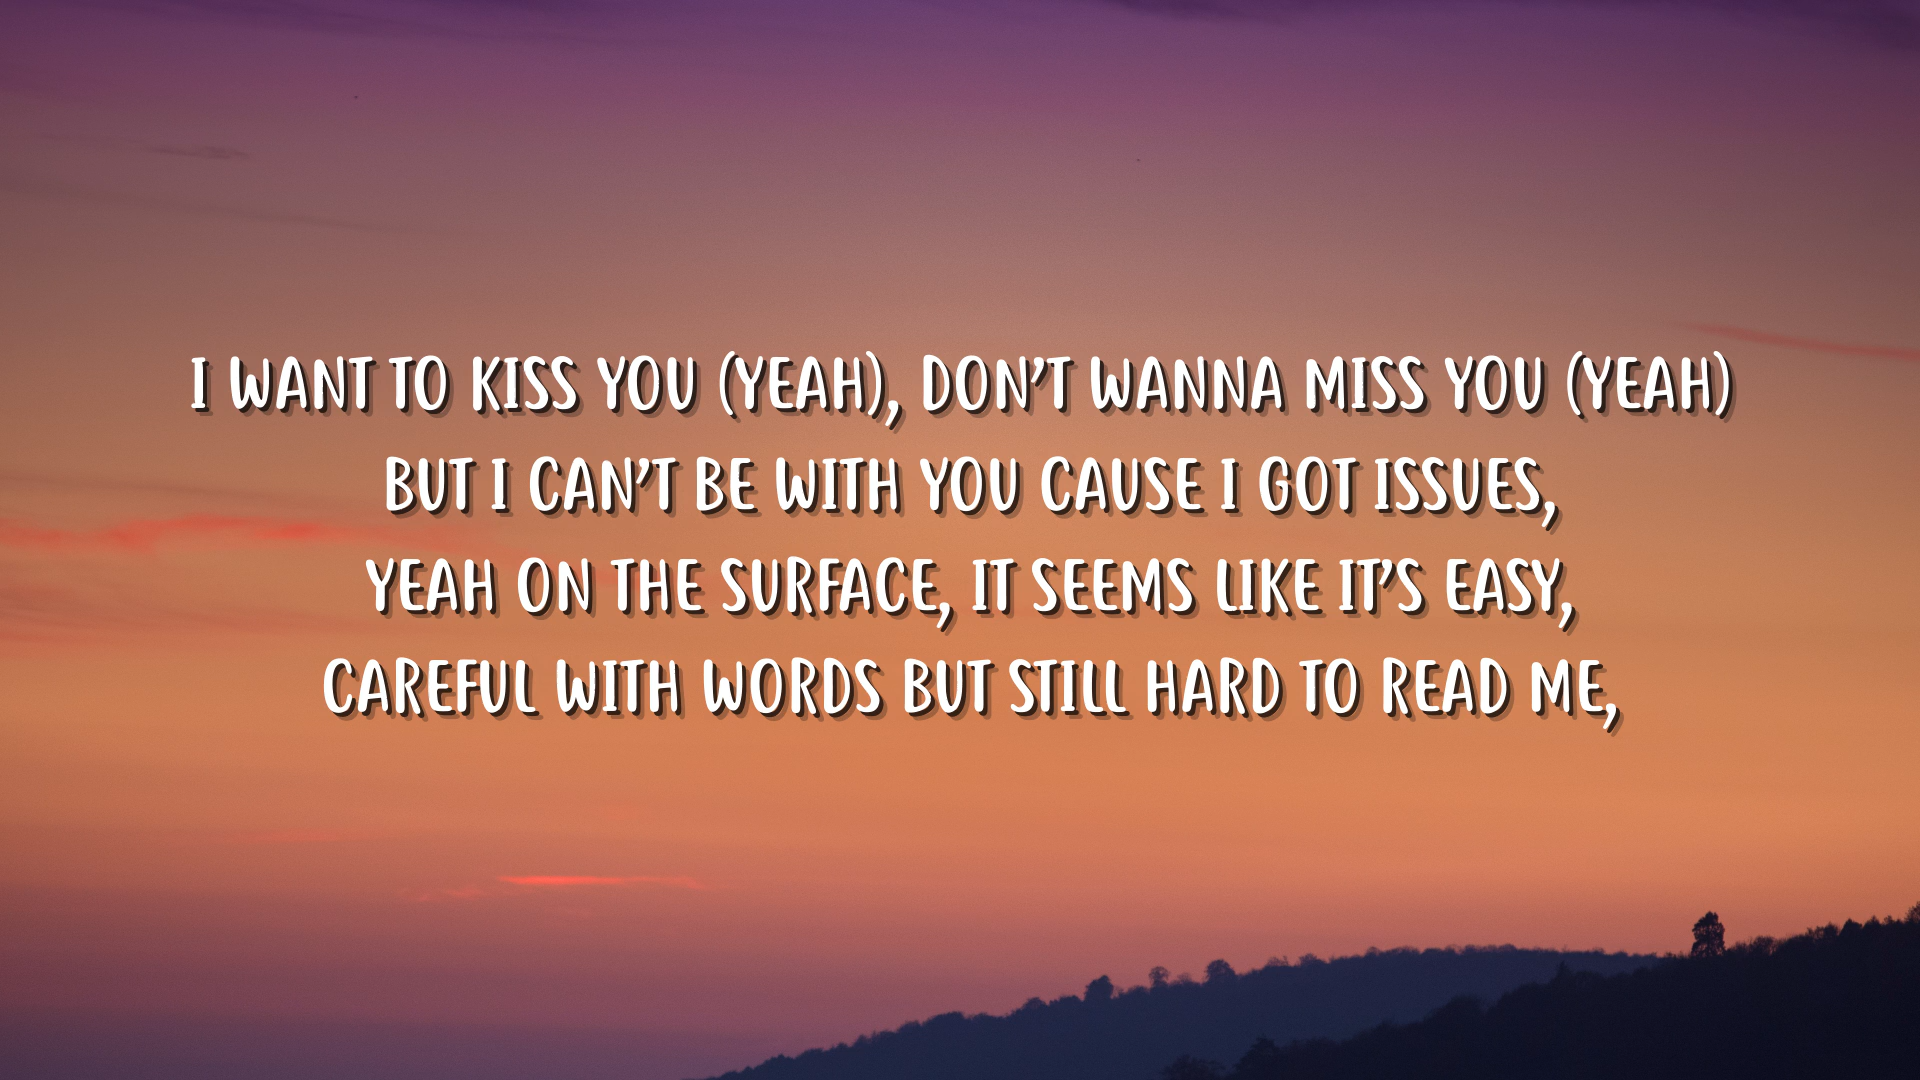 I WANT TO KISS YOU (YEAH), DON'T WANNA MISS YOU (YEAH)
BUT I CAN'T BE WITH YOU CAUSE I GOT ISSUES,
YEAH ON THE SURFACE, IT SEEMS LIKE IT'S EASY,
CAREFUL WITH WORDS BUT STILL HARD TO READ ME,